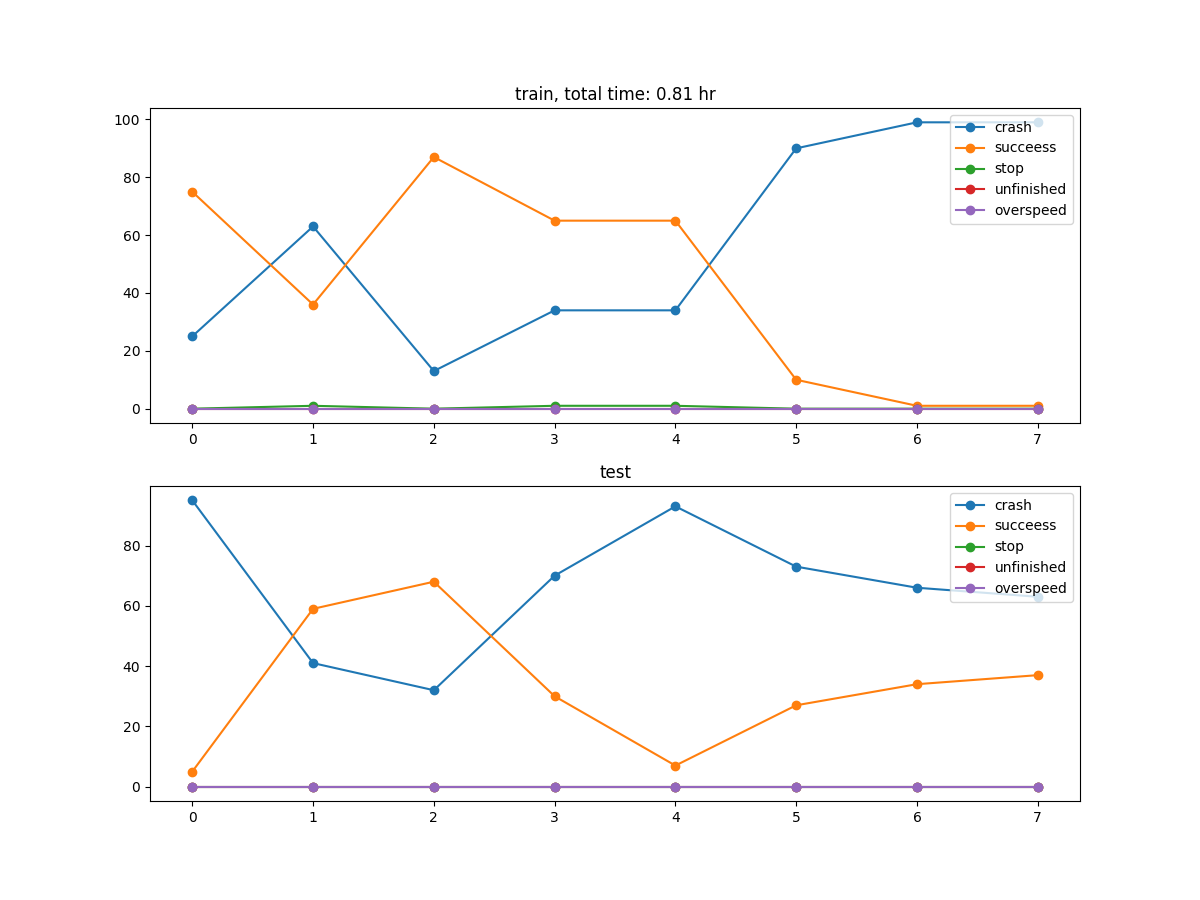 train, total time: 0.81 hr
100
80
60
40
20
0
crash
succeess
stop
unfinished
overspeed
0 1 2 3 4 5 6 7
test
80
60
40
20
0
crash
succeess
stop
unfinished
overspeed
0 1 2 3 4 5 6 7